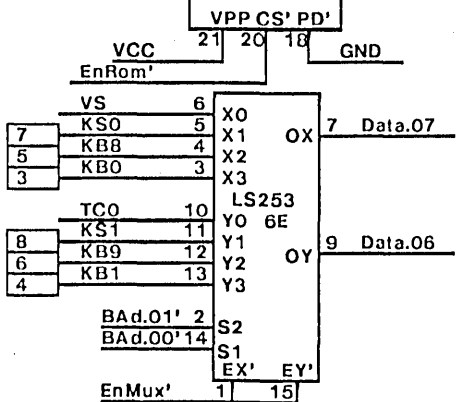 VPP CS' PD'
21 20 18
VCC GND
EnRom'
VS 6 X0
7 KS0 5 X1 OX 7 Data.07
5 KB8 4 X2
3 KB0 3 X3
LS253
TC0 10 Y0 6E
8 KS1 11 Y1 OY 9 Data.06
6 KB9 12 Y2
4 KB1 13 Y3
BAd.01' 2 S2
BAd.00' 14 S1
EX' EY'
EnMux' 1 15